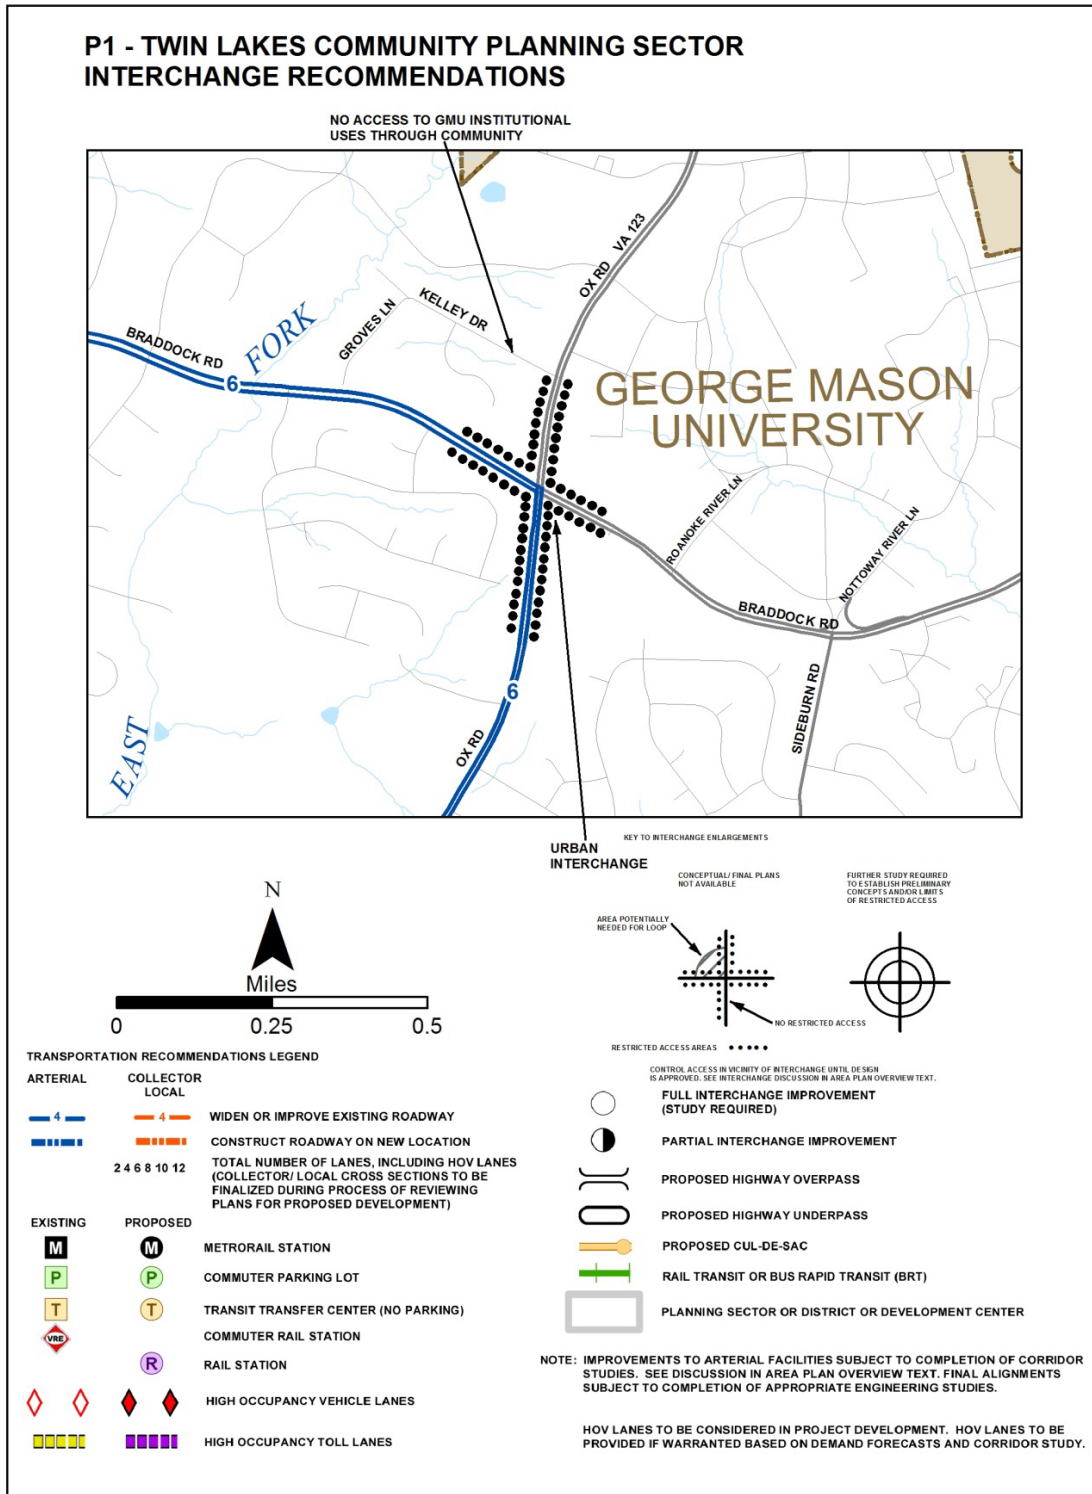 P1 - TWIN LAKES COMMUNITY PLANNING SECTOR
INTERCHANGE RECOMMENDATIONS
NO ACCESS TO GMU INSTITUTIONAL
USES THROUGH COMMUNITY
OX RD VA 123
KELLEY DR
GROVES LN
FORK
BRADDOCK RD
6
GEORGE MASON
UNIVERSITY
ROANOKE RIVER LN
NOTTOWAY RIVER LN
BRADDOCK RD
SIDEBURN RD
6
OX RD
EAST
URBAN
INTERCHANGE
KEY TO INTERCHANGE ENLARGEMENTS
CONCEPTUAL/ FINAL PLANS
NOT AVAILABLE
FURTHER STUDY REQUIRED
TO ESTABLISH PRELIMINARY
CONCEPTS AND/OR LIMITS
OF RESTRICTED ACCESS
AREA POTENTIALLY
NEEDED FOR LOOP
NO RESTRICTED ACCESS
RESTRICTED ACCESS AREAS
CONTROL ACCESS IN VICINITY OF INTERCHANGE UNTIL DESIGN
IS APPROVED. SEE INTERCHANGE DISCUSSION IN AREA PLAN OVERVIEW TEXT.
N
Miles
0 0.25 0.5
TRANSPORTATION RECOMMENDATIONS LEGEND
ARTERIAL
COLLECTOR
LOCAL
4 4 WIDEN OR IMPROVE EXISTING ROADWAY
CONSTRUCT ROADWAY ON NEW LOCATION
2 4 6 8 10 12 TOTAL NUMBER OF LANES, INCLUDING HOV LANES
(COLLECTOR/ LOCAL CROSS SECTIONS TO BE
FINALIZED DURING PROCESS OF REVIEWING
PLANS FOR PROPOSED DEVELOPMENT)
EXISTING PROPOSED
M M METRORAIL STATION
P P COMMUTER PARKING LOT
T T TRANSIT TRANSFER CENTER (NO PARKING)
VRE COMMUTER RAIL STATION
R RAIL STATION
HIGH OCCUPANCY VEHICLE LANES
HIGH OCCUPANCY TOLL LANES
FULL INTERCHANGE IMPROVEMENT
(STUDY REQUIRED)
PARTIAL INTERCHANGE IMPROVEMENT
PROPOSED HIGHWAY OVERPASS
PROPOSED HIGHWAY UNDERPASS
PROPOSED CUL-DE-SAC
RAIL TRANSIT OR BUS RAPID TRANSIT (BRT)
PLANNING SECTOR OR DISTRICT OR DEVELOPMENT CENTER
NOTE: IMPROVEMENTS TO ARTERIAL FACILITIES SUBJECT TO COMPLETION OF CORRIDOR
STUDIES. SEE DISCUSSION IN AREA PLAN OVERVIEW TEXT. FINAL ALIGNMENTS
SUBJECT TO COMPLETION OF APPROPRIATE ENGINEERING STUDIES.
HOV LANES TO BE CONSIDERED IN PROJECT DEVELOPMENT. HOV LANES TO BE
PROVIDED IF WARRANTED BASED ON DEMAND FORECASTS AND CORRIDOR STUDY.